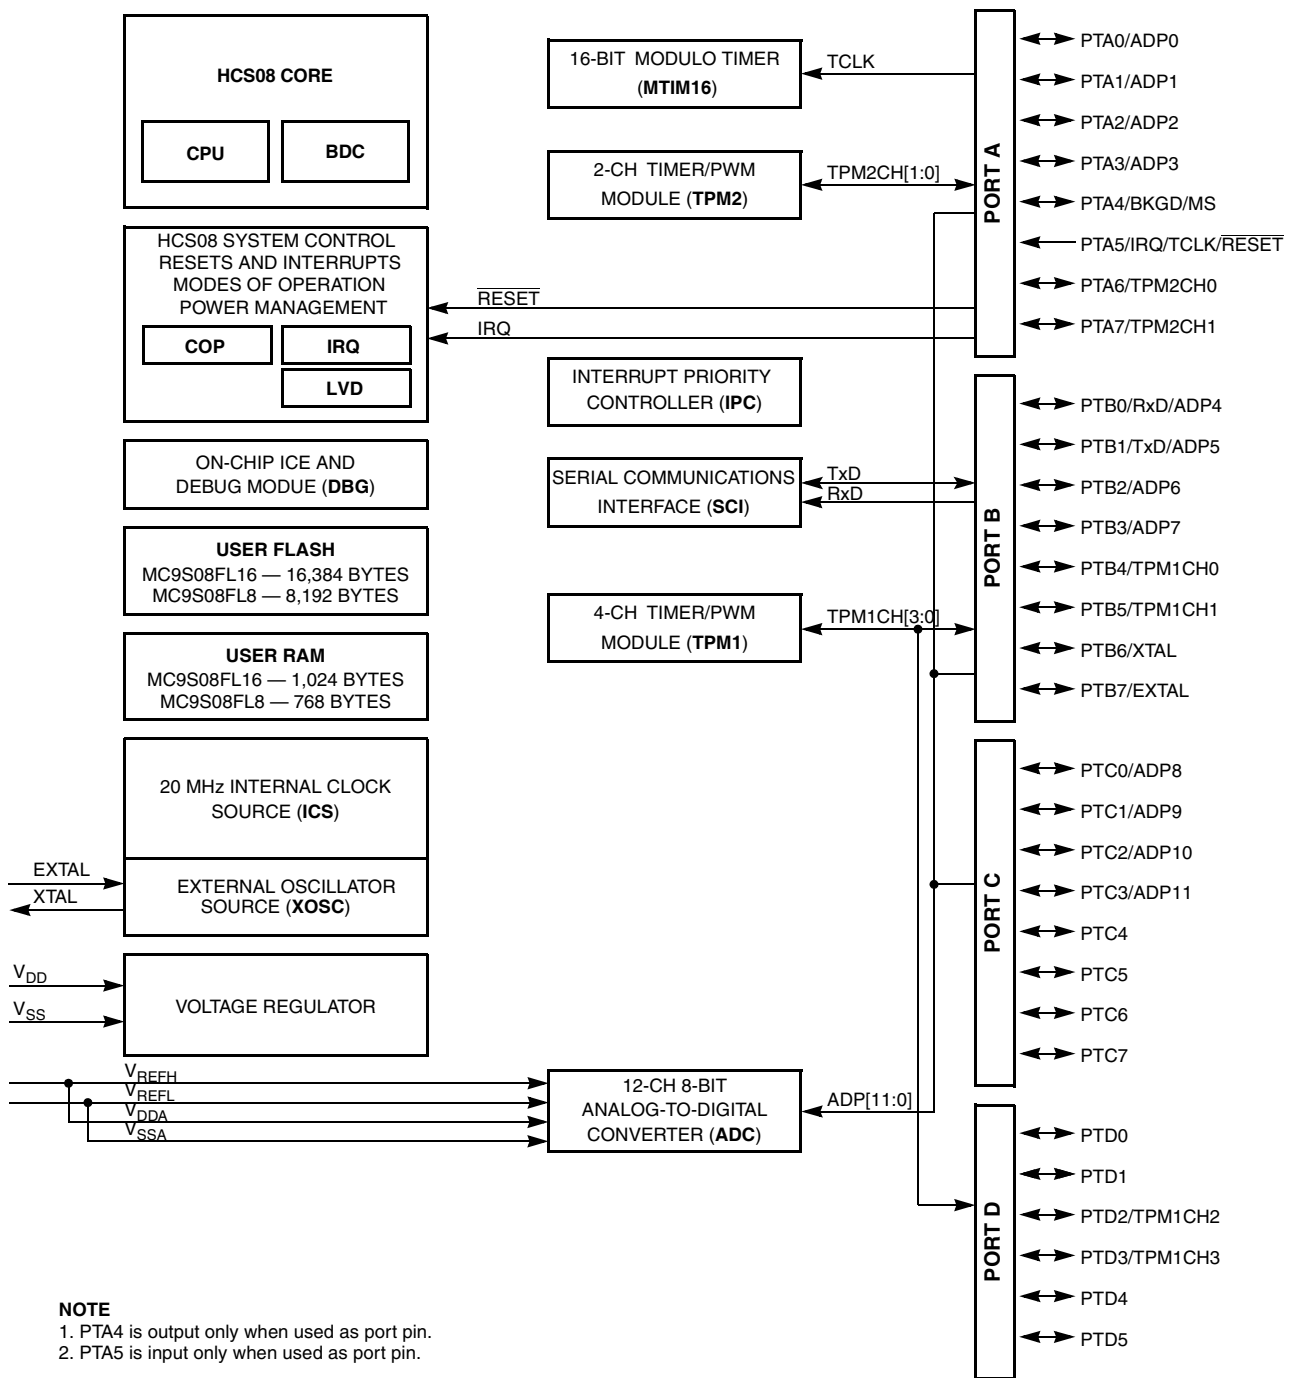 HCS08 CORE
CPU
BDC
HCS08 SYSTEM CONTROL
RESETS AND INTERRUPTS
MODES OF OPERATION
POWER MANAGEMENT
COP
IRQ
LVD
ON-CHIP ICE AND
DEBUG MODUE (DBG)
USER FLASH
MC9S08FL16 — 16,384 BYTES
MC9S08FL8 — 8,192 BYTES
USER RAM
MC9S08FL16 — 1,024 BYTES
MC9S08FL8 — 768 BYTES
20 MHz INTERNAL CLOCK
SOURCE (ICS)
EXTAL
XTAL
EXTERNAL OSCILLATOR
SOURCE (XOSC)
VDD
VSS
VOLTAGE REGULATOR
VREFH
VREFL
VDDA
VSSA
16-BIT MODULO TIMER
(MTIM16)
TCLK
2-CH TIMER/PWM
MODULE (TPM2)
TPM2CH[1:0]
RESET
IRQ
INTERRUPT PRIORITY
CONTROLLER (IPC)
SERIAL COMMUNICATIONS
INTERFACE (SCI)
TxD
RxD
4-CH TIMER/PWM
MODULE (TPM1)
TPM1CH[3:0]
12-CH 8-BIT
ANALOG-TO-DIGITAL
CONVERTER (ADC)
ADP[11:0]
PORT A
PTA0/ADP0
PTA1/ADP1
PTA2/ADP2
PTA3/ADP3
PTA4/BKGD/MS
PTA5/IRQ/TCLK/RESET
PTA6/TPM2CH0
PTA7/TPM2CH1
PORT B
PTB0/RxD/ADP4
PTB1/TxD/ADP5
PTB2/ADP6
PTB3/ADP7
PTB4/TPM1CH0
PTB5/TPM1CH1
PTB6/XTAL
PTB7/EXTAL
PORT C
PTC0/ADP8
PTC1/ADP9
PTC2/ADP10
PTC3/ADP11
PTC4
PTC5
PTC6
PTC7
PORT D
PTD0
PTD1
PTD2/TPM1CH2
PTD3/TPM1CH3
PTD4
PTD5
NOTE
1. PTA4 is output only when used as port pin.
2. PTA5 is input only when used as port pin.